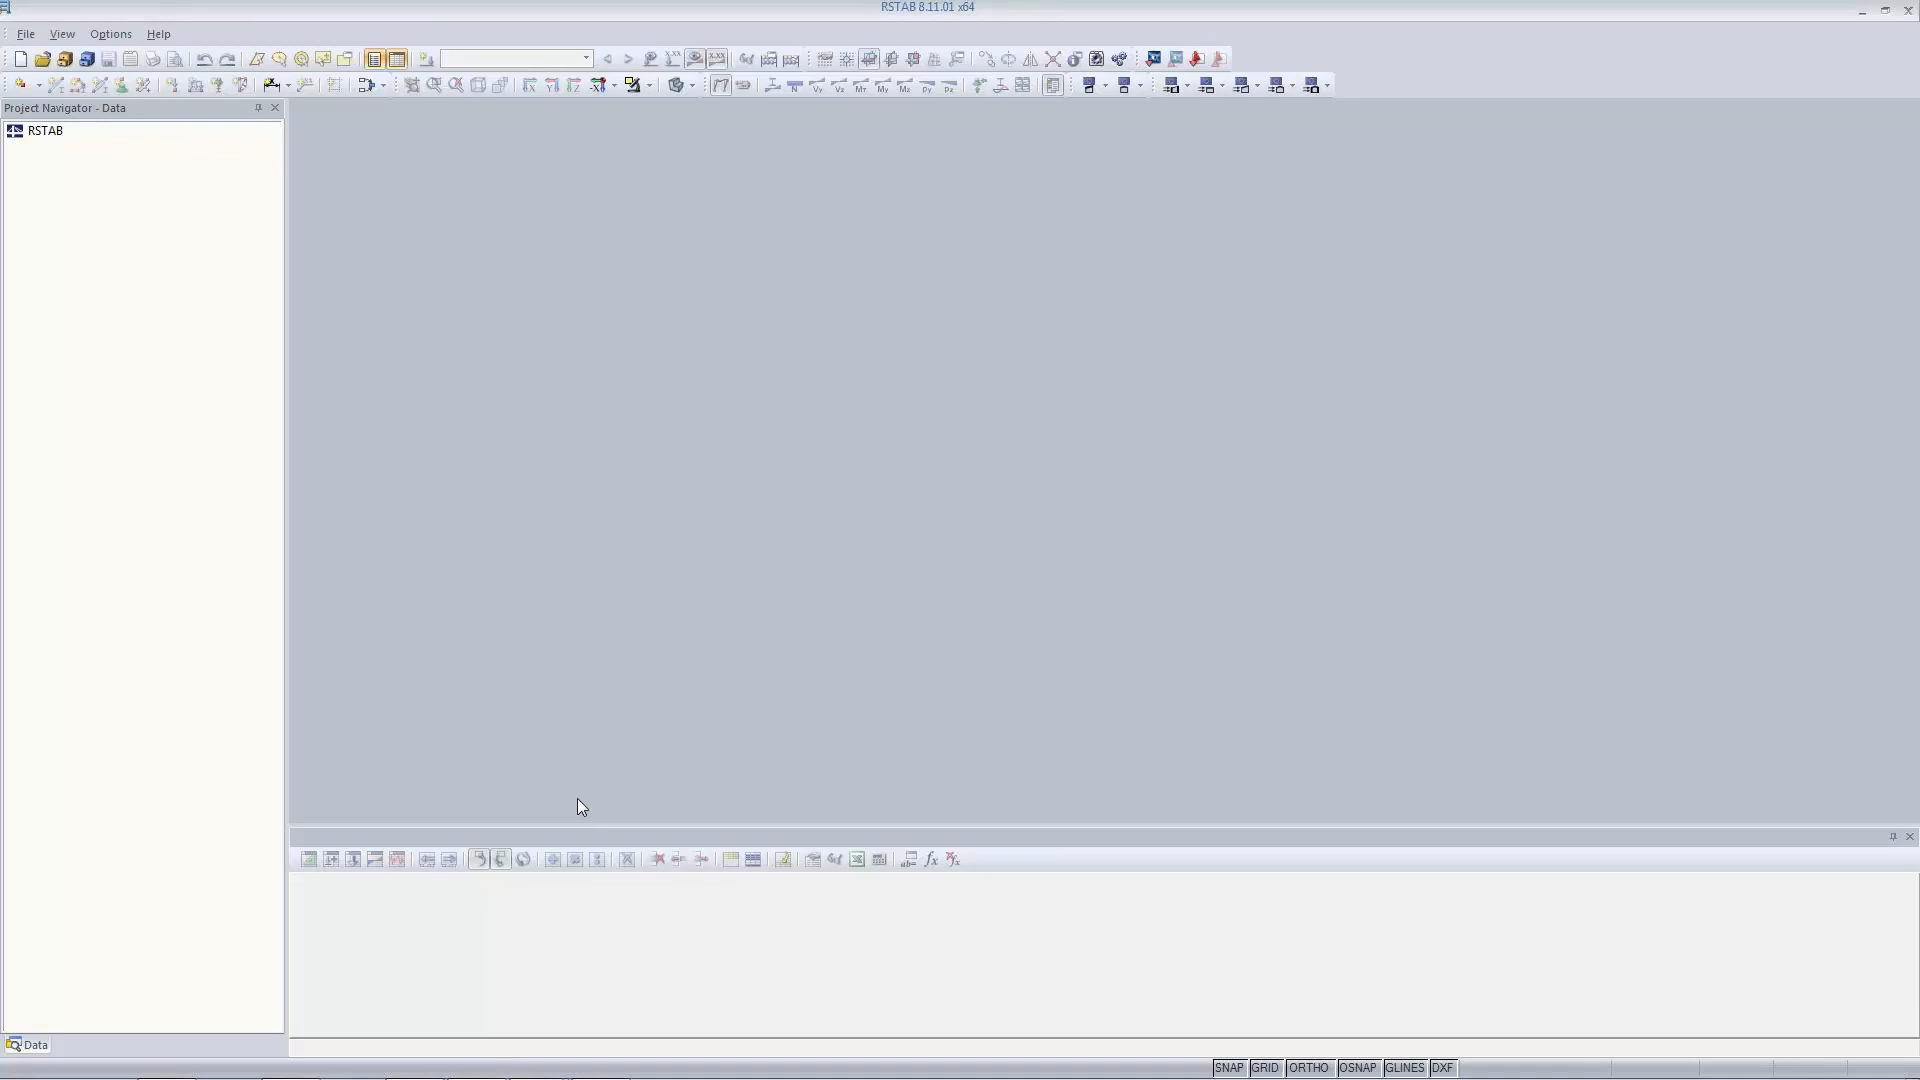 RSTAB 8.11.01 x64
File View Options Help
Project Navigator - Data
RSTAB
Data
SNAP GRID ORTHO OSNAP GLINES DXF